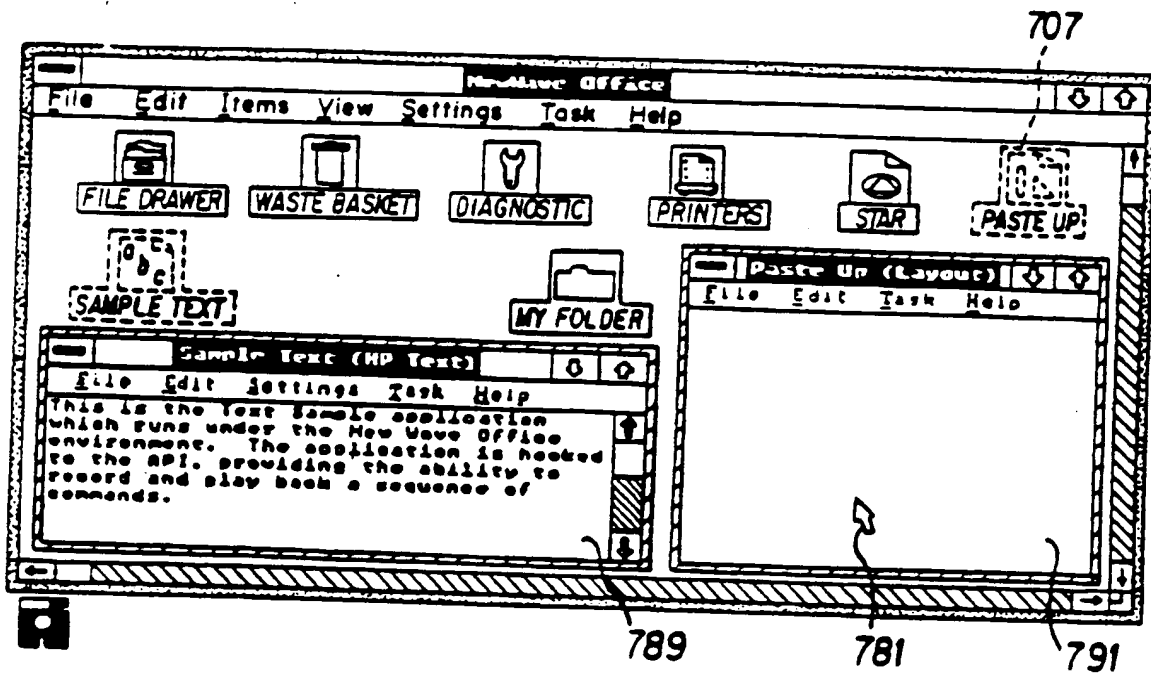 707
NewWave Office
File Edit Items View Settings Task Help
FILE DRAWER WASTE BASKET DIAGNOSTIC PRINTERS STAR PASTE UP
SAMPLE TEXT MY FOLDER
Paste Up (Layout)
File Edit Task Help
Sample Text (HP Text)
File Edit Settings Task Help
This is the Text Sample application
which runs under the New Wave Office
environment. The application is hooked
to the API, providing the ability to
record and play back a sequence of
commands.
789 781 791